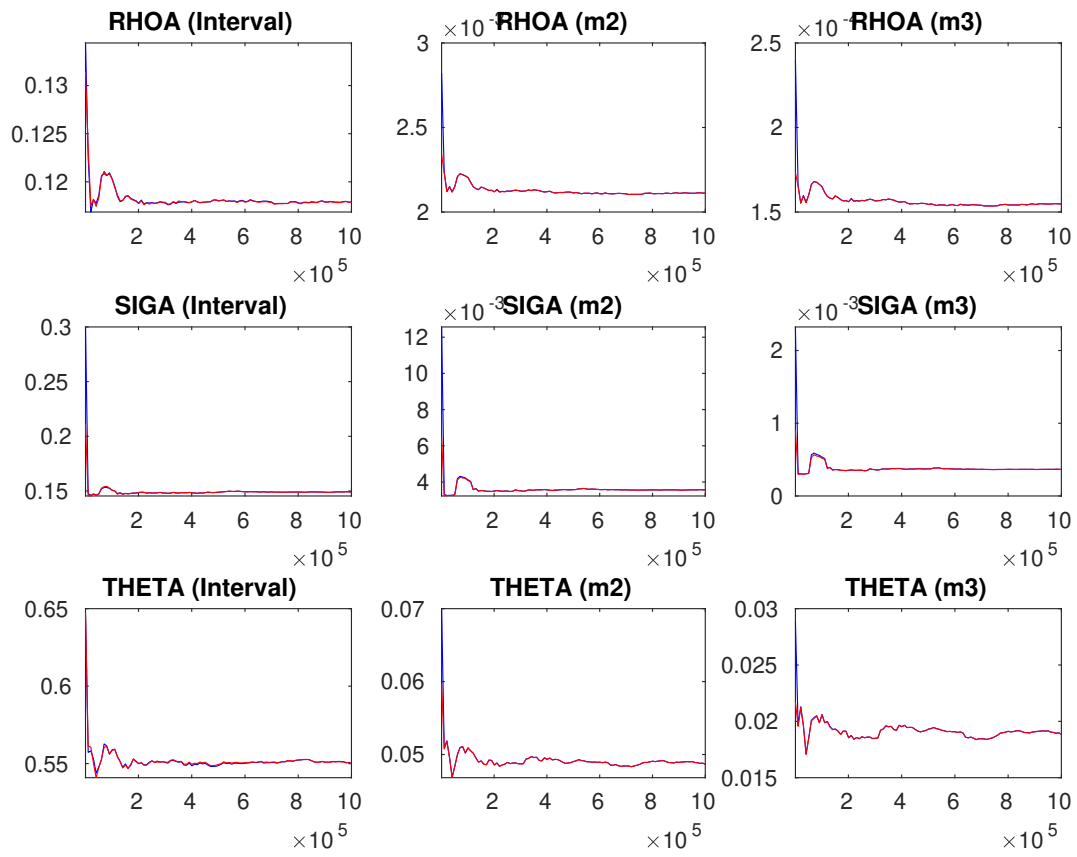 RHOA (Interval)
0.13
0.125
0.12
2 4 6 8 10
×10 5
×10 -3
RHOA (m2)
3
2.5
2
2 4 6 8 10
×10 5
×10 -4
RHOA (m3)
2.5
2
1.5
2 4 6 8 10
×10 5
SIGA (Interval)
0.3
0.25
0.2
0.15
2 4 6 8 10
×10 5
×10 -3
SIGA (m2)
12
10
8
6
4
2 4 6 8 10
×10 5
×10 -3
SIGA (m3)
2
1
0
2 4 6 8 10
×10 5
THETA (Interval)
0.65
0.6
0.55
2 4 6 8 10
×10 5
THETA (m2)
0.07
0.06
0.05
2 4 6 8 10
×10 5
THETA (m3)
0.03
0.025
0.02
0.015
2 4 6 8 10
×10 5